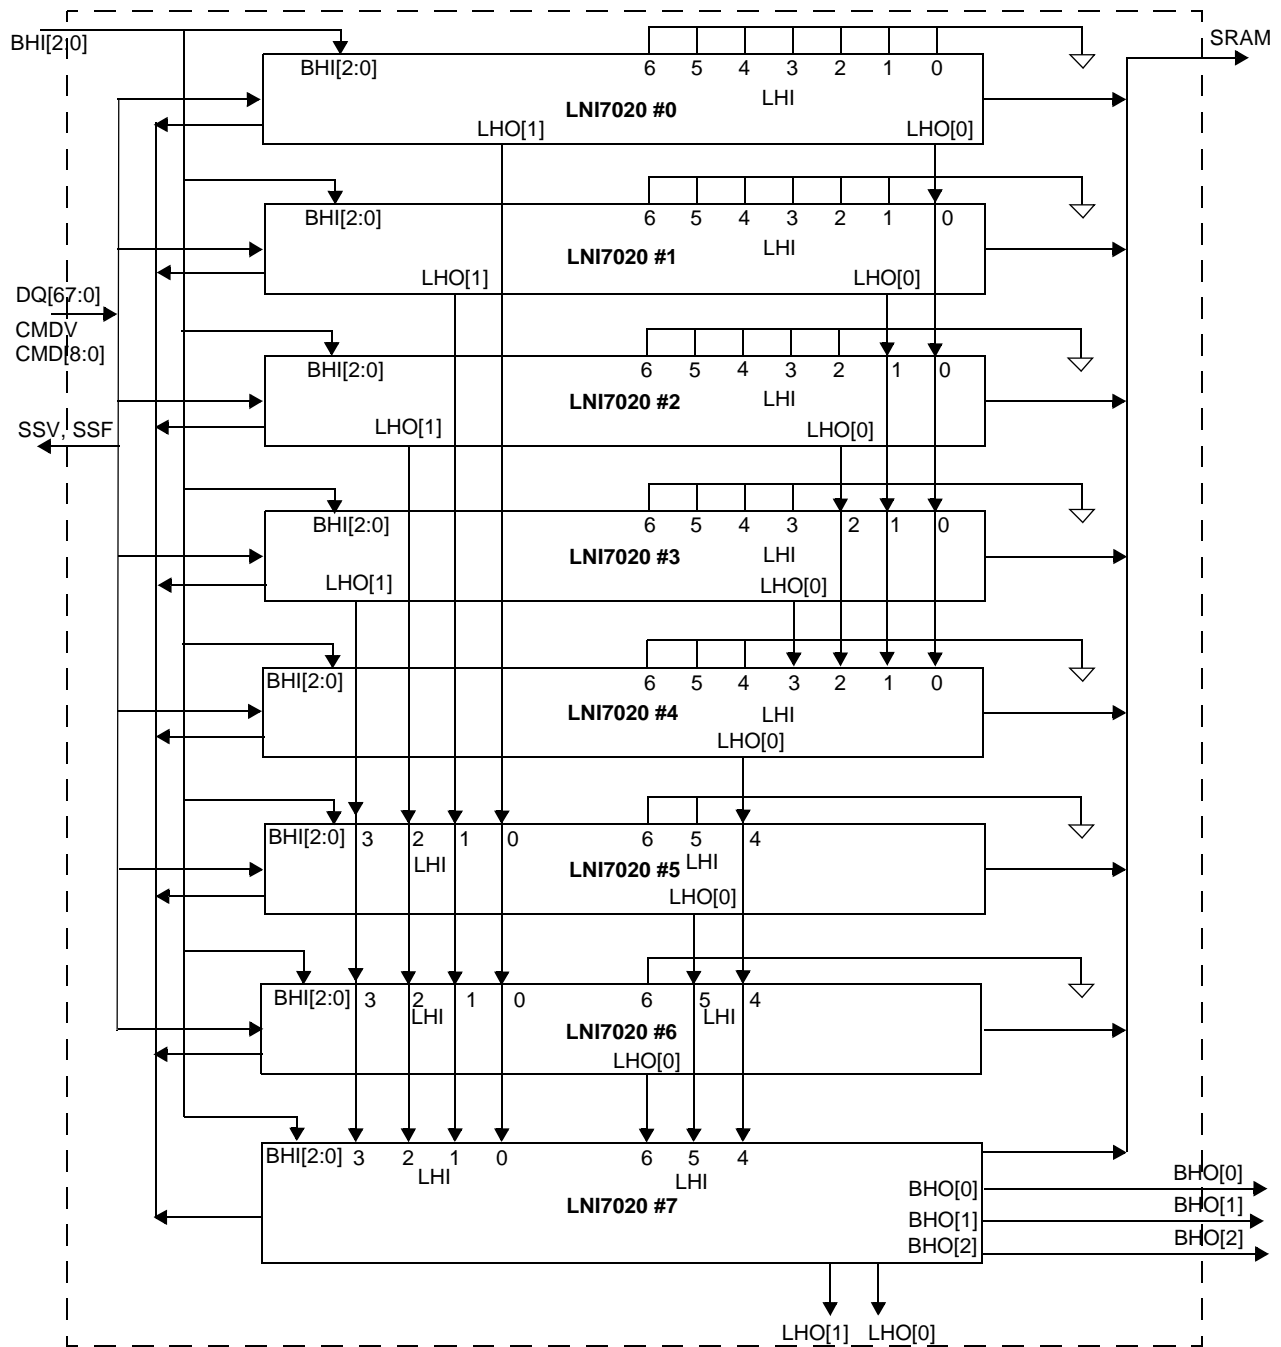 BHI[2:0]
SRAM
BHI[2:0] 6 5 4 3 2 1 0
LHI
LNI7020 #0
LHO[1] LHO[0]
BHI[2:0] 6 5 4 3 2 1 0
LHI
LNI7020 #1
LHO[1] LHO[0]
DQ[67:0]
CMDV
CMD[8:0]
BHI[2:0] 6 5 4 3 2 1 0
LHI
LNI7020 #2
LHO[1] LHO[0]
SSV, SSF
BHI[2:0] 6 5 4 3 2 1 0
LHI
LNI7020 #3
LHO[1] LHO[0]
BHI[2:0] 6 5 4 3 2 1 0
LHI
LNI7020 #4
LHO[0]
BHI[2:0] 3 2 1 0 6 5 4
LHI LNI7020 #5 LHI
LHO[0]
BHI[2:0] 3 2 1 0 6 5 4
LHI LHI
LNI7020 #6
LHO[0]
BHI[2:0] 3 2 1 0 6 5 4
LHI LHI
LNI7020 #7
BHO[0] BHO[0]
BHO[1] BHO[1]
BHO[2] BHO[2]
LHO[1] LHO[0]